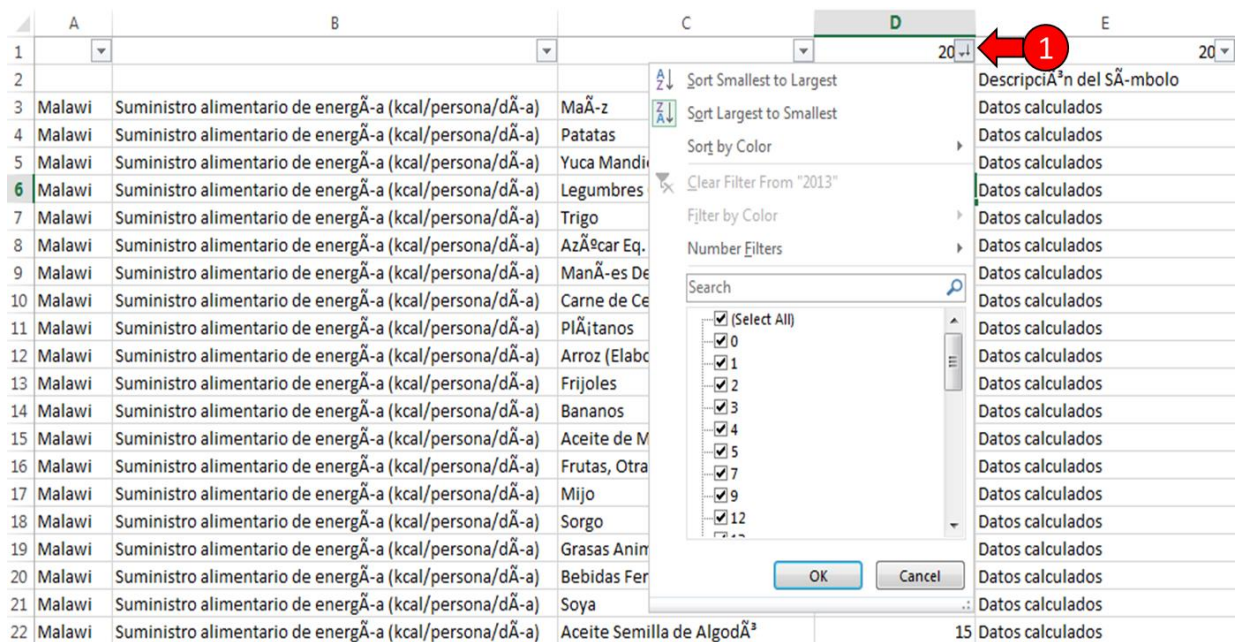 A B C D E
1 20 1 20
2 DescripciÃ³n del SÃ-mbolo
3 Malawi Suministro alimentario de energÃ-a (kcal/persona/dÃ-a) MaÃ-z Datos calculados
4 Malawi Suministro alimentario de energÃ-a (kcal/persona/dÃ-a) Patatas Datos calculados
5 Malawi Suministro alimentario de energÃ-a (kcal/persona/dÃ-a) Yuca Mandi Datos calculados
6 Malawi Suministro alimentario de energÃ-a (kcal/persona/dÃ-a) Legumbres Datos calculados
7 Malawi Suministro alimentario de energÃ-a (kcal/persona/dÃ-a) Trigo Datos calculados
8 Malawi Suministro alimentario de energÃ-a (kcal/persona/dÃ-a) AzÃºcar Eq. Datos calculados
9 Malawi Suministro alimentario de energÃ-a (kcal/persona/dÃ-a) ManÃ-es De Datos calculados
10 Malawi Suministro alimentario de energÃ-a (kcal/persona/dÃ-a) Carne de Ce Datos calculados
11 Malawi Suministro alimentario de energÃ-a (kcal/persona/dÃ-a) PlÃ¡tanos Datos calculados
12 Malawi Suministro alimentario de energÃ-a (kcal/persona/dÃ-a) Arroz (Elabo Datos calculados
13 Malawi Suministro alimentario de energÃ-a (kcal/persona/dÃ-a) Frijoles Datos calculados
14 Malawi Suministro alimentario de energÃ-a (kcal/persona/dÃ-a) Bananos Datos calculados
15 Malawi Suministro alimentario de energÃ-a (kcal/persona/dÃ-a) Aceite de M Datos calculados
16 Malawi Suministro alimentario de energÃ-a (kcal/persona/dÃ-a) Frutas, Otra Datos calculados
17 Malawi Suministro alimentario de energÃ-a (kcal/persona/dÃ-a) Mijo Datos calculados
18 Malawi Suministro alimentario de energÃ-a (kcal/persona/dÃ-a) Sorgo Datos calculados
19 Malawi Suministro alimentario de energÃ-a (kcal/persona/dÃ-a) Grasas Anim Datos calculados
20 Malawi Suministro alimentario de energÃ-a (kcal/persona/dÃ-a) Bebidas Fer Datos calculados
21 Malawi Suministro alimentario de energÃ-a (kcal/persona/dÃ-a) Soya Datos calculados
22 Malawi Suministro alimentario de energÃ-a (kcal/persona/dÃ-a) Aceite Semilla de AlgodÃ³ 15 Datos calculados
Sort Smallest to Largest
Sort Largest to Smallest
Sort by Color
Clear Filter From "2013"
Filter by Color
Number Filters
Search
(Select All)
0
1
2
3
4
5
7
9
12
OK Cancel